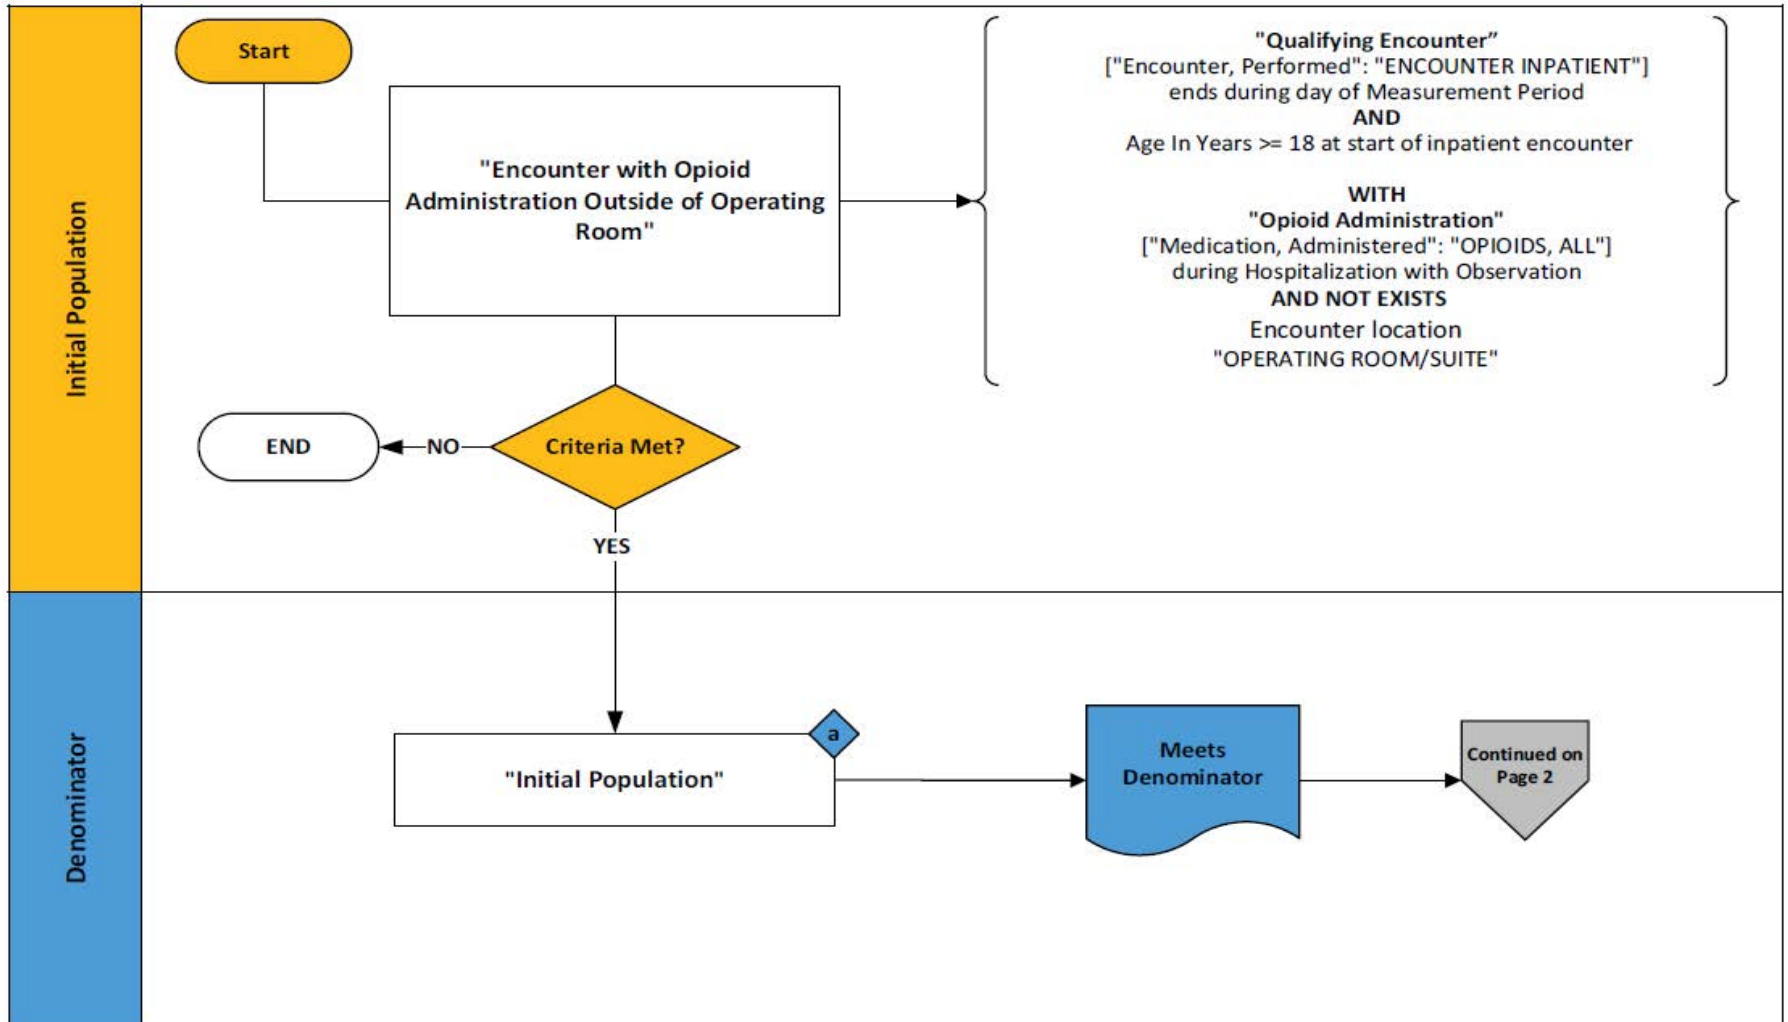 Initial Population
Start
"Encounter with Opioid
Administration Outside of Operating
Room"
"Qualifying Encounter”
["Encounter, Performed": "ENCOUNTER INPATIENT"]
ends during day of Measurement Period
AND
Age In Years >= 18 at start of inpatient encounter
WITH
"Opioid Administration"
["Medication, Administered": "OPIOIDS, ALL"]
during Hospitalization with Observation
AND NOT EXISTS
Encounter location
"OPERATING ROOM/SUITE"
Criteria Met?
NO
END
YES
Denominator
"Initial Population"
a
Meets
Denominator
Continued on
Page 2